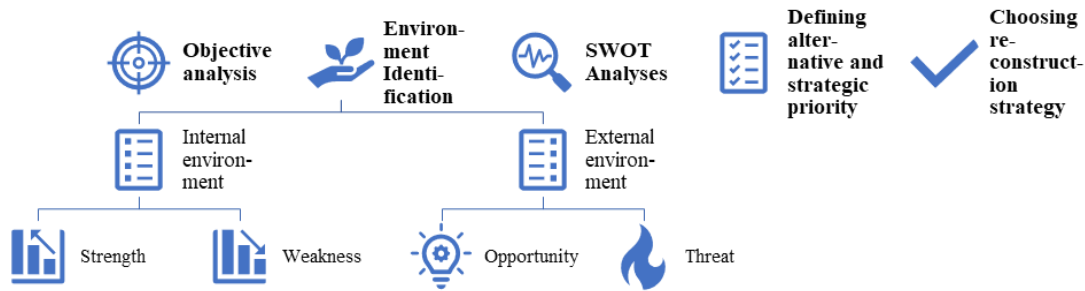 Objective
analysis
Environ-
ment
Identi-
fication
SWOT
Analyses
Defining
alter-
native and
strategic
priority
Choosing
re-
construct-
ion
strategy
Internal
environ-
ment
External
environ-
ment
Strength
Weakness
Opportunity
Threat